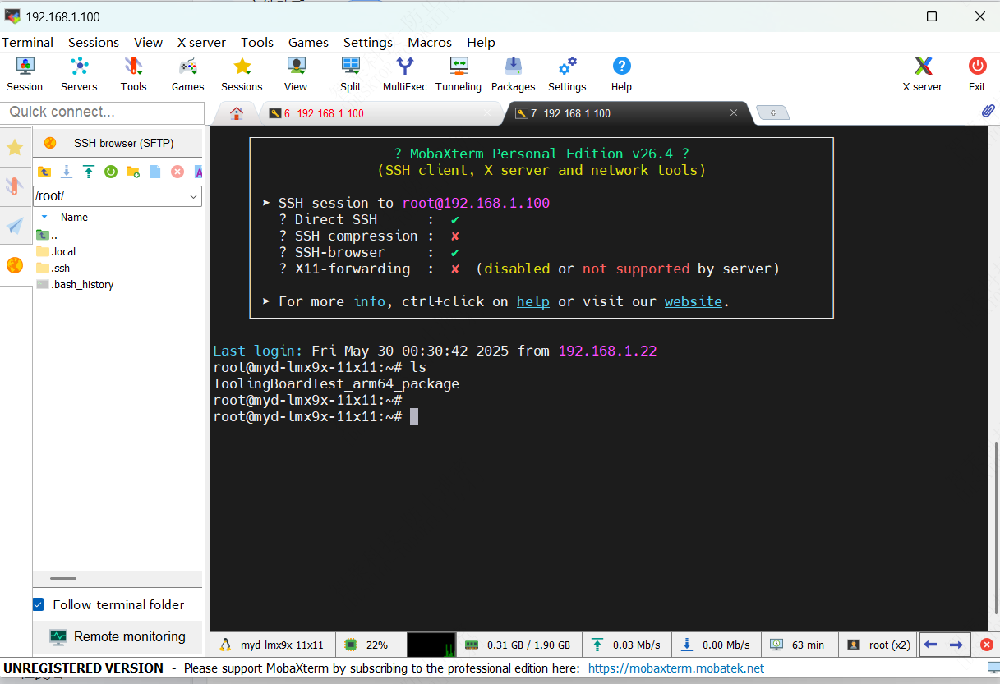 192.168.1.100
Terminal Sessions View X server Tools Games Settings Macros Help
Session Servers Tools Games Sessions View Split MultiExec Tunneling Packages Settings Help X server Exit
Quick connect...
6. 192.168.1.100
7. 192.168.1.100
SSH browser (SFTP)
/root/
Name
..
.local
.ssh
.bash_history
Follow terminal folder
Remote monitoring
? MobaXterm Personal Edition v26.4 ?
(SSH client, X server and network tools)
➤ SSH session to root@192.168.1.100
? Direct SSH : ✔
? SSH compression : ✘
? SSH-browser : ✔
? X11-forwarding : ✘ (disabled or not supported by server)
➤ For more info, ctrl+click on help or visit our website.
Last login: Fri May 30 00:30:42 2025 from 192.168.1.22
root@myd-lmx9x-11x11:~# ls
ToolingBoardTest_arm64_package
root@myd-lmx9x-11x11:~#
root@myd-lmx9x-11x11:~#
myd-lmx9x-11x11 22% 0.31 GB / 1.90 GB 0.03 Mb/s 0.00 Mb/s 63 min root (x2)
UNREGISTERED VERSION - Please support MobaXterm by subscribing to the professional edition here: https://mobaxterm.mobatek.net